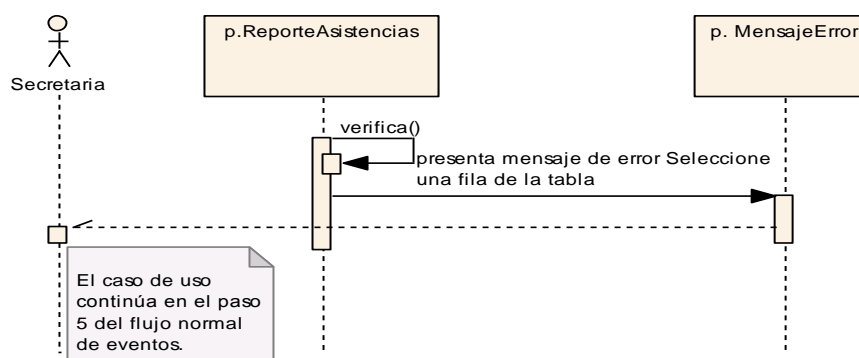 p.ReporteAsistencias
p. MensajeError
Secretaria
verifica()
presenta mensaje de error Seleccione
una fila de la tabla
El caso de uso
continúa en el paso
5 del flujo normal
de eventos.